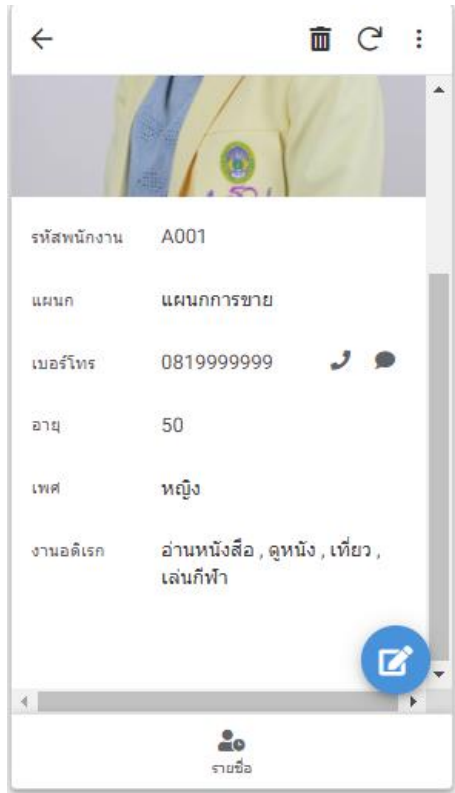 รหัสพนักงาน A001
แผนก แผนกการขาย
เบอร์โทร 0819999999
อายุ 50
เพศ หญิง
งานอดิเรก อ่านหนังสือ , ดูหนัง , เที่ยว ,
เล่นกีฬา
รายชื่อ